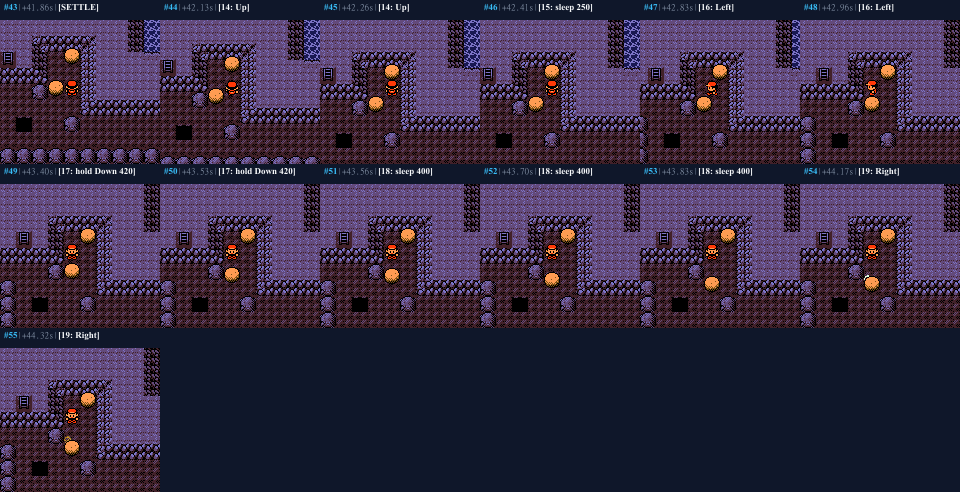 #43|+41.86s|[SETTLE]
#44|+42.13s|[14: Up]
#45|+42.26s|[14: Up]
#46|+42.41s|[15: sleep 250]
#47|+42.83s|[16: Left]
#48|+42.96s|[16: Left]
#49|+43.40s|[17: hold Down 420]
#50|+43.53s|[17: hold Down 420]
#51|+43.56s|[18: sleep 400]
#52|+43.70s|[18: sleep 400]
#53|+43.83s|[18: sleep 400]
#54|+44.17s|[19: Right]
#55|+44.32s|[19: Right]